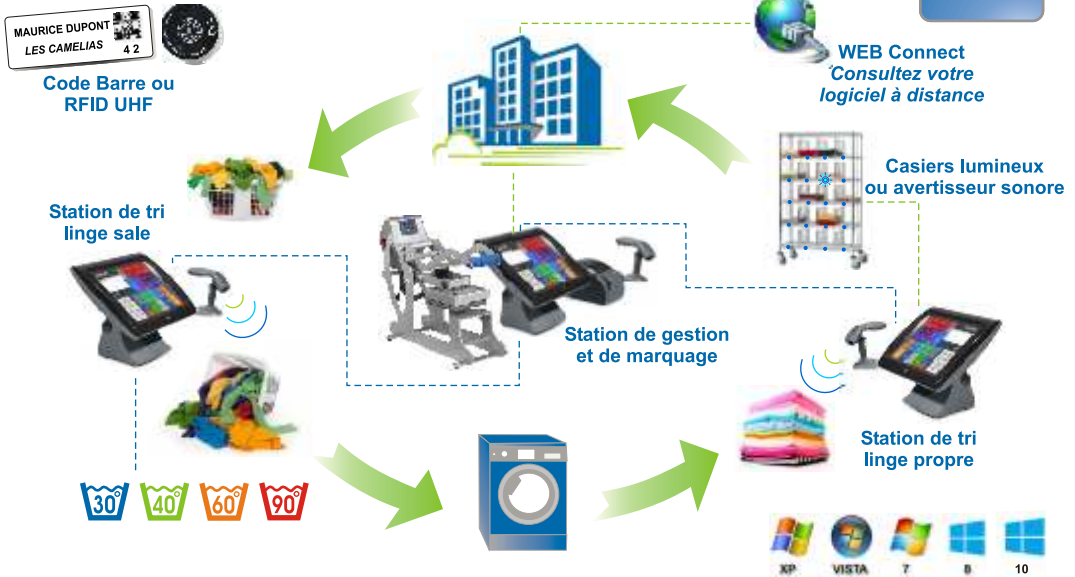 MAURICE DUPONT
LES CAMELIAS 42
Code Barre ou
RFID UHF
WEB Connect
Consultez votre
logiciel à distance
Casiers lumineux
ou avertisseur sonore
Station de tri
linge sale
Station de gestion
et de marquage
Station de tri
linge propre
30°
40°
60°
90°
XP
VISTA
7
8
10